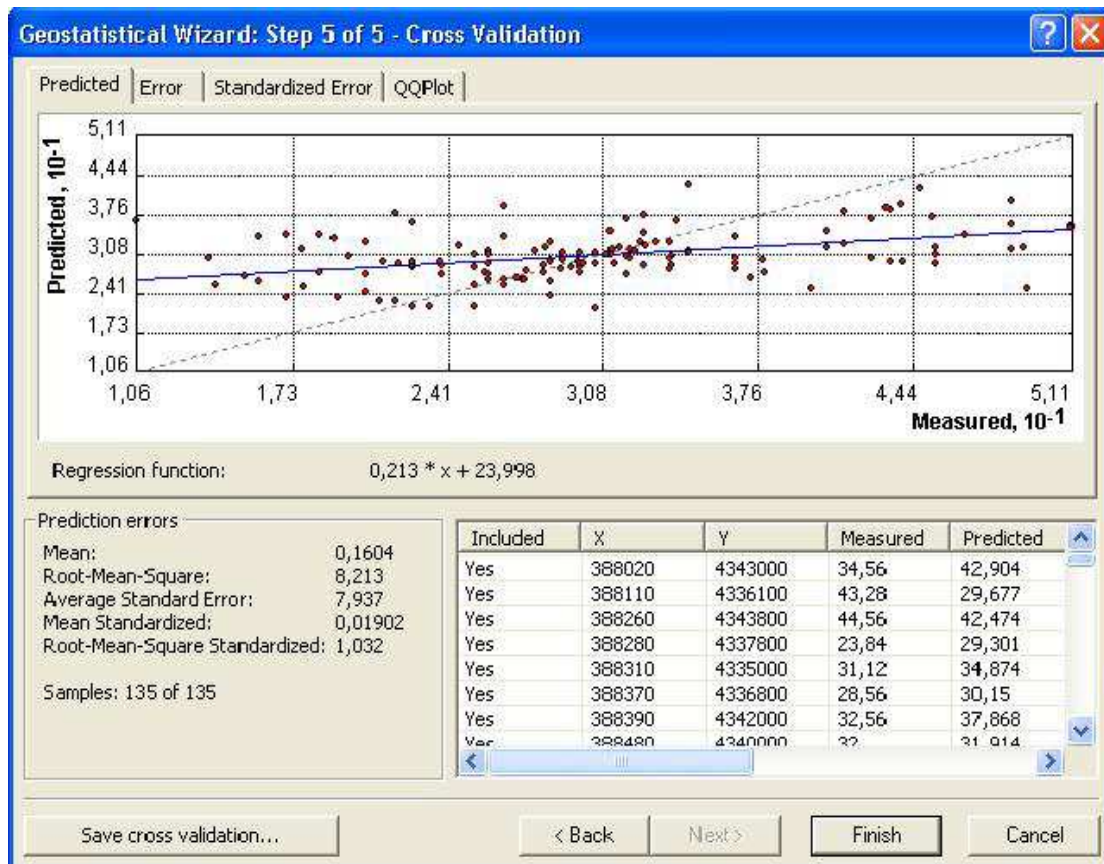 Geostatistical Wizard: Step 5 of 5 - Cross Validation
Predicted Error Standardized Error QQPlot
Predicted, 10-1
5,11
4,44
3,76
3,08
2,41
1,73
1,06
1,06 1,73 2,41 3,08 3,76 4,44 5,11
Measured, 10-1
Regression function: 0,213 * x + 23,998
Prediction errors
Mean: 0,1604
Root-Mean-Square: 8,213
Average Standard Error: 7,937
Mean Standardized: 0,01902
Root-Mean-Square Standardized: 1,032
Samples: 135 of 135
Included X Y Measured Predicted
Yes 388020 4343000 34,56 42,904
Yes 388110 4336100 43,28 29,677
Yes 388260 4343800 44,56 42,474
Yes 388280 4337800 23,84 29,301
Yes 388310 4335000 31,12 34,874
Yes 388370 4336800 28,56 30,15
Yes 388390 4342000 32,56 37,868
Yes 388480 4340000 32 31,914
Save cross validation... < Back Next > Finish Cancel